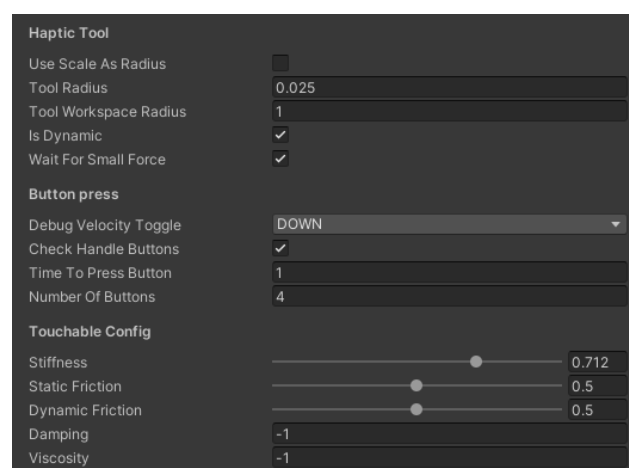 Haptic Tool
Use Scale As Radius
Tool Radius 0.025
Tool Workspace Radius 1
Is Dynamic
Wait For Small Force
Button press
Debug Velocity Toggle DOWN
Check Handle Buttons
Time To Press Button 1
Number Of Buttons 4
Touchable Config
Stiffness 0.712
Static Friction 0.5
Dynamic Friction 0.5
Damping -1
Viscosity -1